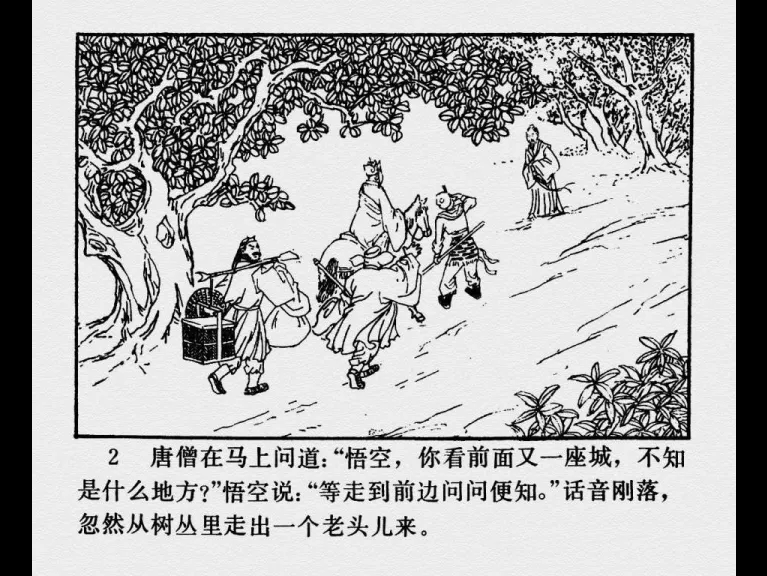 2 唐僧在马上问道:“悟空，你看前面又一座城，不知
是什么地方?”悟空说:“等走到前边问问便知。”话音刚落，
忽然从树丛里走出一个老头儿来。